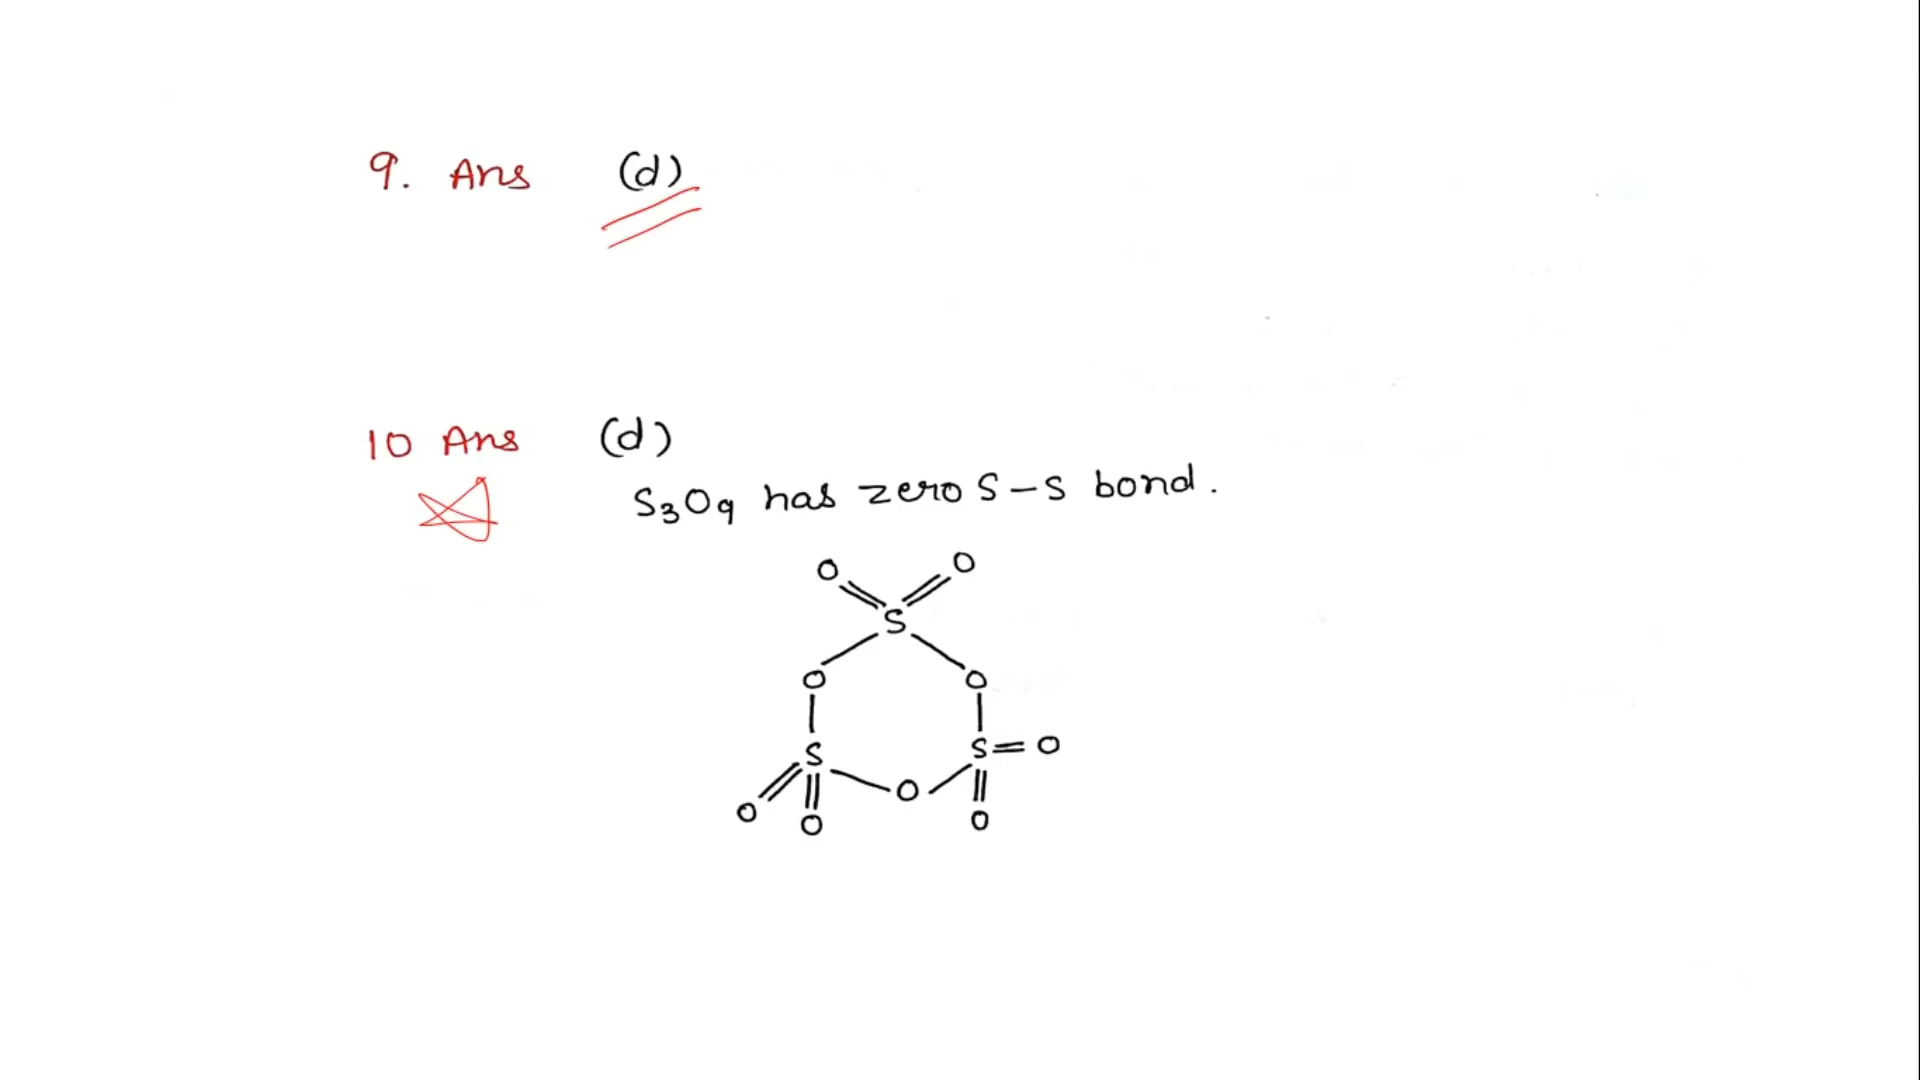 9. Ans (d)
10 Ans (d)
S₃O₉ has zero S-S bond.
O O
S
O O
S S=O
O
O O O